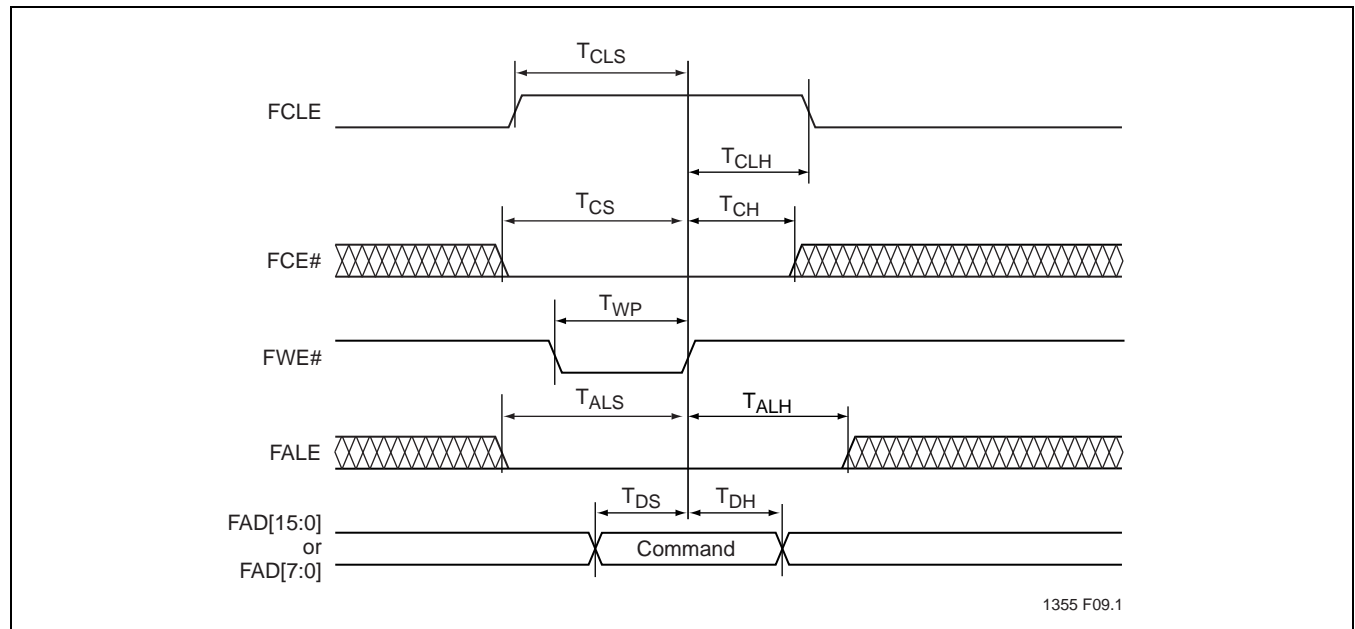 TCLS
FCLE
TCLH
TCS TCH
FCE#
TWP
FWE#
TALS TALH
FALE
TDS TDH
FAD[15:0]
or
FAD[7:0]
Command
1355 F09.1